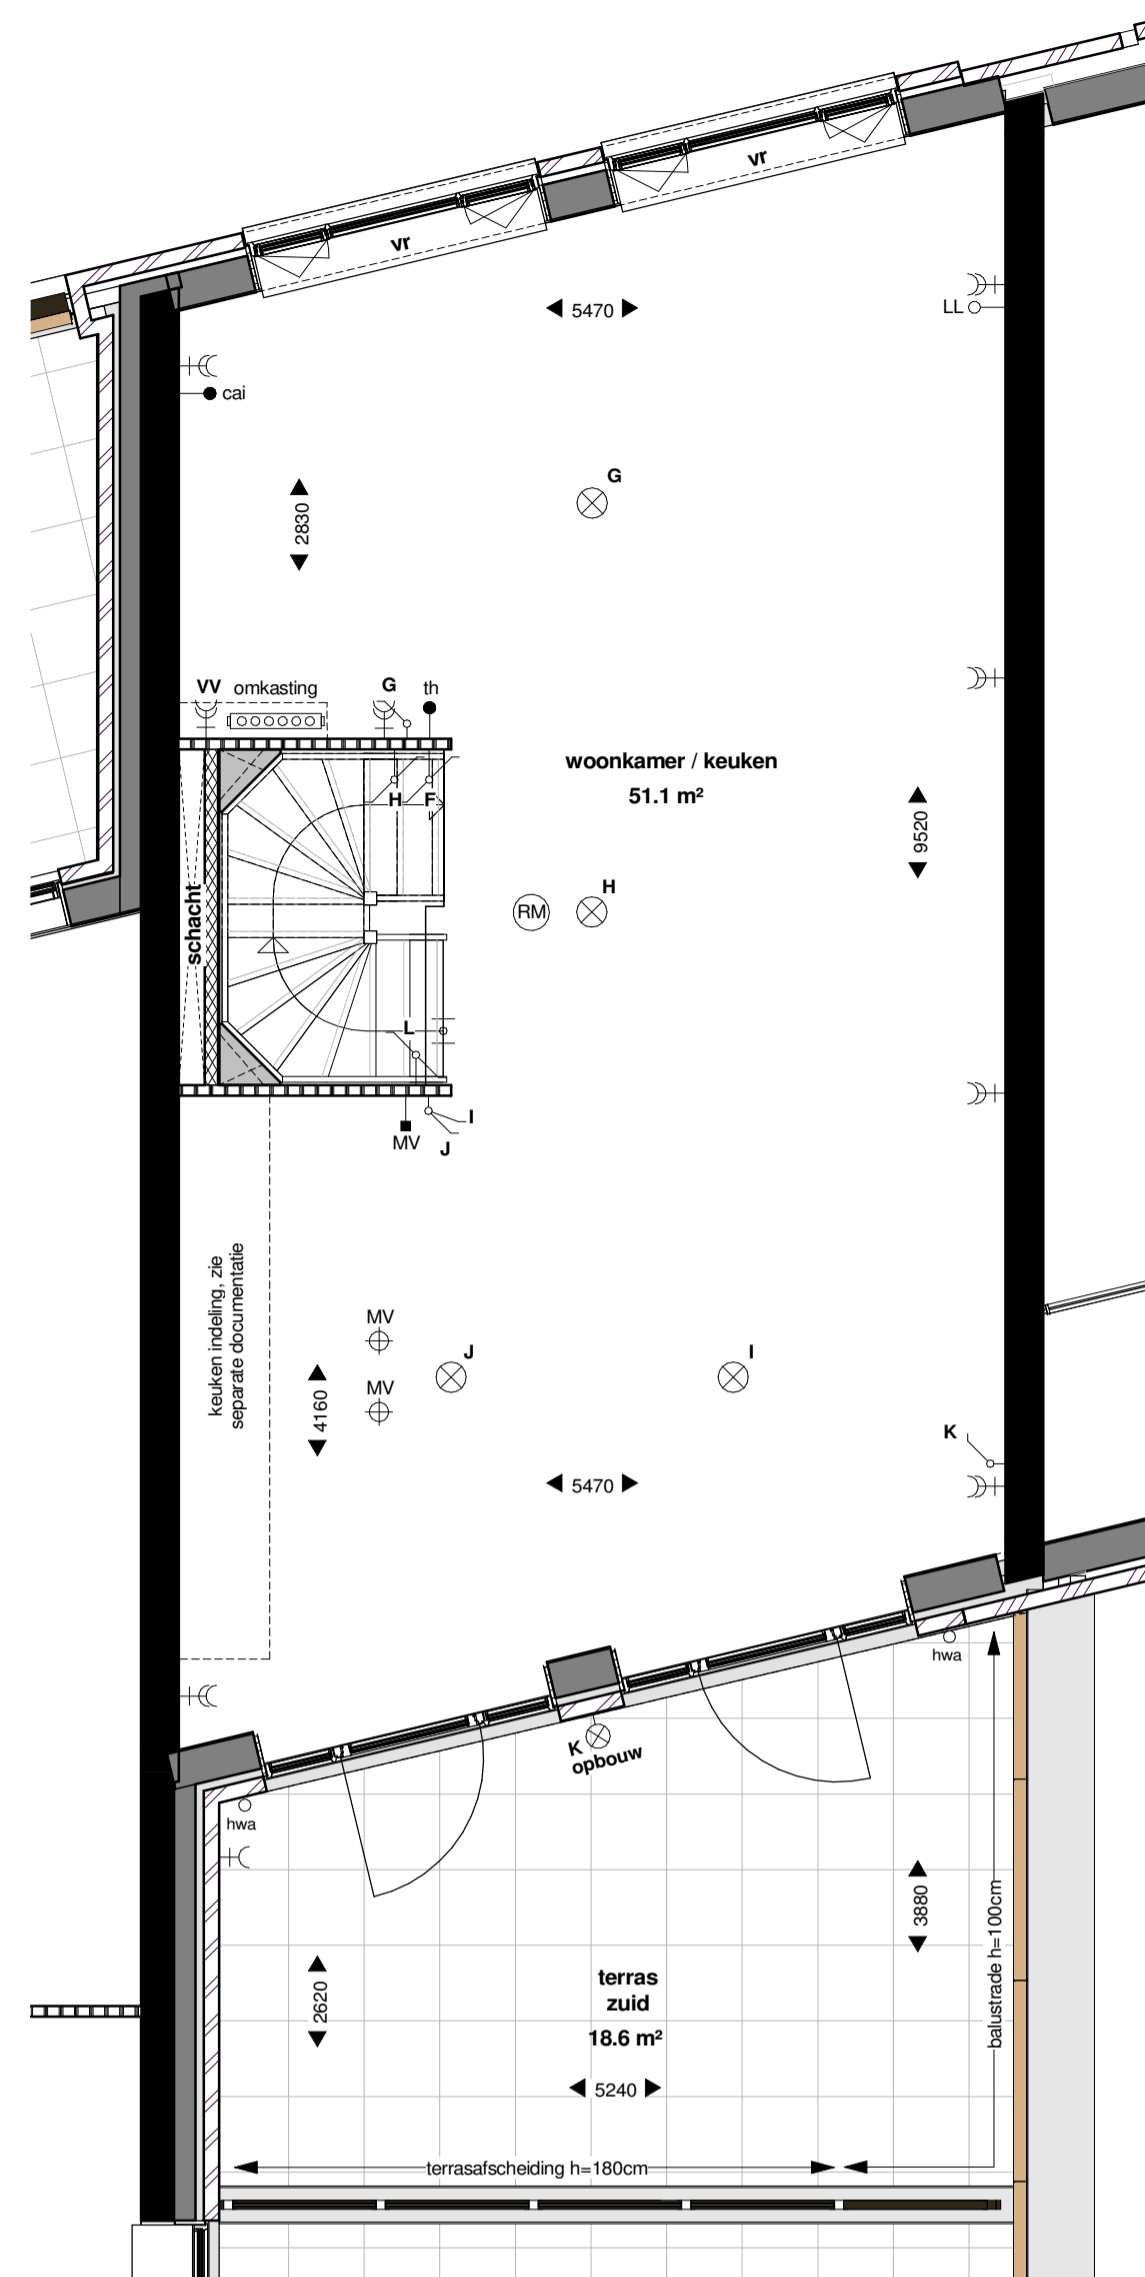 vr
vr
5470
LL
cai
G
2830
VV
omkasting
G
th
woonkamer / keuken
51.1 m²
H
F
9520
schacht
RM
H
L
I
MV
J
keuken indeling, zie
separate documentatie
MV
J
I
MV
4160
K
5470
hwa
K
opbouw
hwa
3880
balustrade h=100cm
terras
zuid
18.6 m²
2620
5240
terrasafscheiding h=180cm